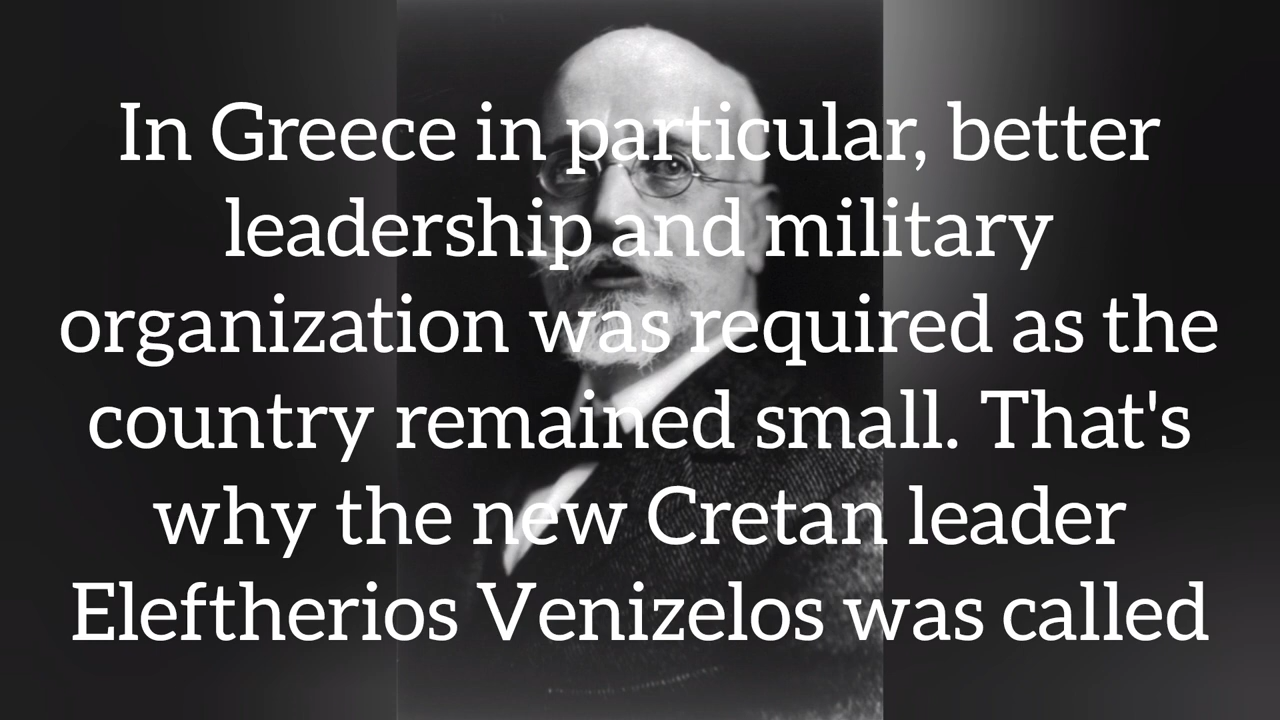 In Greece in particular, better
leadership and military
organization was required as the
country remained small. That's
why the new Cretan leader
Eleftherios Venizelos was called